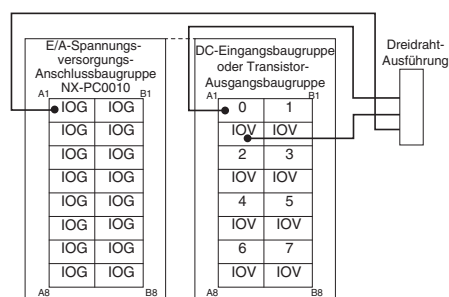 E/A-Spannungs-
versorgungs-
Anschlussbaugruppe
NX-PC0010
A1 B1
IOG IOG
IOG IOG
IOG IOG
IOG IOG
IOG IOG
IOG IOG
IOG IOG
IOG IOG
A8 B8
DC-Eingangsbaugruppe
oder Transistor-
Ausgangsbaugruppe
A1 B1
0 1
IOV IOV
2 3
IOV IOV
4 5
IOV IOV
6 7
IOV IOV
A8 B8
Dreidraht-
Ausführung